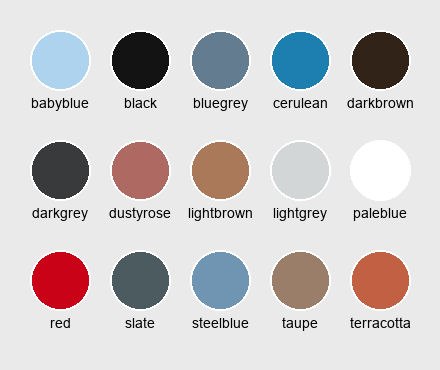 babyblue black bluegrey cerulean darkbrown
darkgrey dustyrose lightbrown lightgrey paleblue
red slate steelblue taupe terracotta